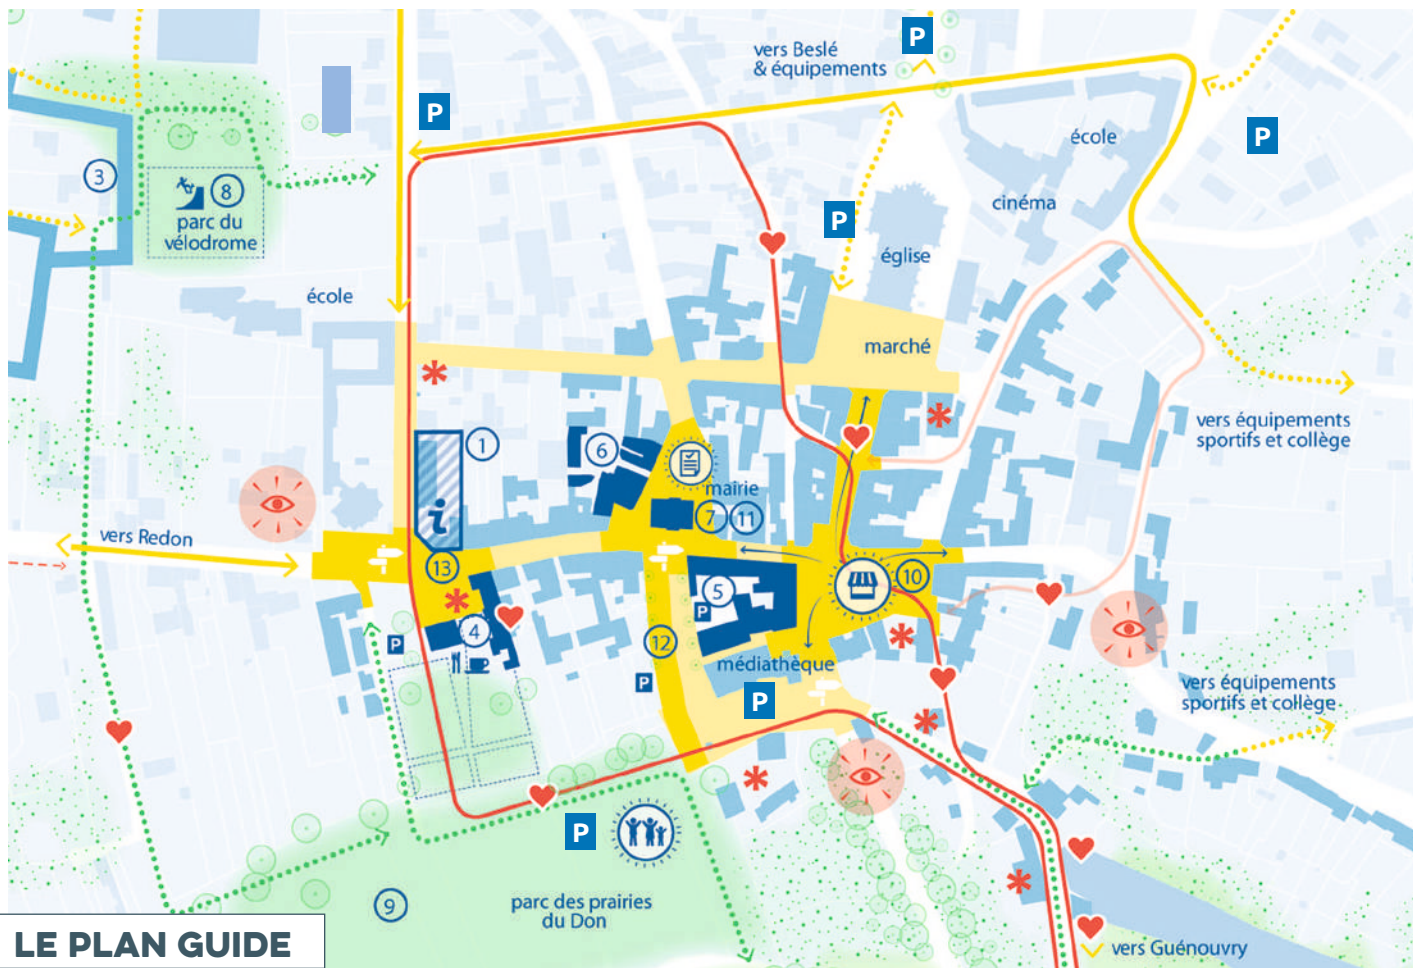 P
vers Beslé
& équipements
P
école
P
3
8
parc du
vélodrome
cinéma
P
église
école
marché
vers équipements
sportifs et collège
1
6
mairie
7
11
i
vers Redon
13
5
P
10
4
P
12
médiathèque
P
P
vers équipements
sportifs et collège
P
9
parc des prairies
du Don
LE PLAN GUIDE
vers Guénouvry